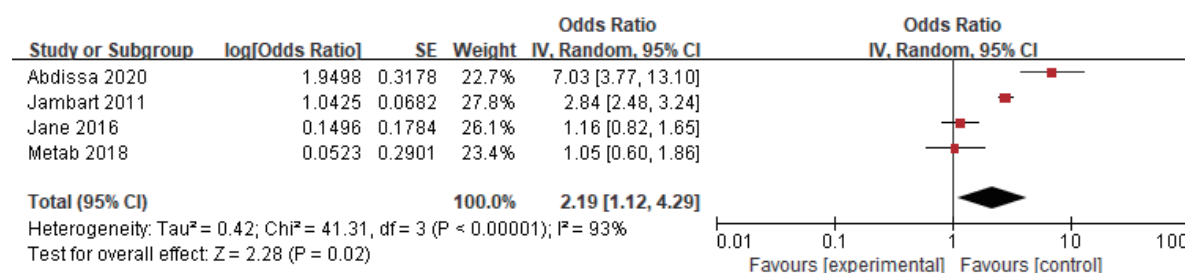 Odds Ratio Odds Ratio
Study or Subgroup log[Odds Ratio] SE Weight IV, Random, 95% CI IV, Random, 95% CI
Abdissa 2020 1.9498 0.3178 22.7% 7.03 [3.77, 13.10]
Jambart 2011 1.0425 0.0682 27.8% 2.84 [2.48, 3.24]
Jane 2016 0.1496 0.1784 26.1% 1.16 [0.82, 1.65]
Metab 2018 0.0523 0.2901 23.4% 1.05 [0.60, 1.86]
Total (95% CI) 100.0% 2.19 [1.12, 4.29]
Heterogeneity: Tau² = 0.42; Chi² = 41.31, df = 3 (P < 0.00001); I² = 93%
Test for overall effect: Z = 2.28 (P = 0.02)
0.01 0.1 1 10 100
Favours [experimental] Favours [control]